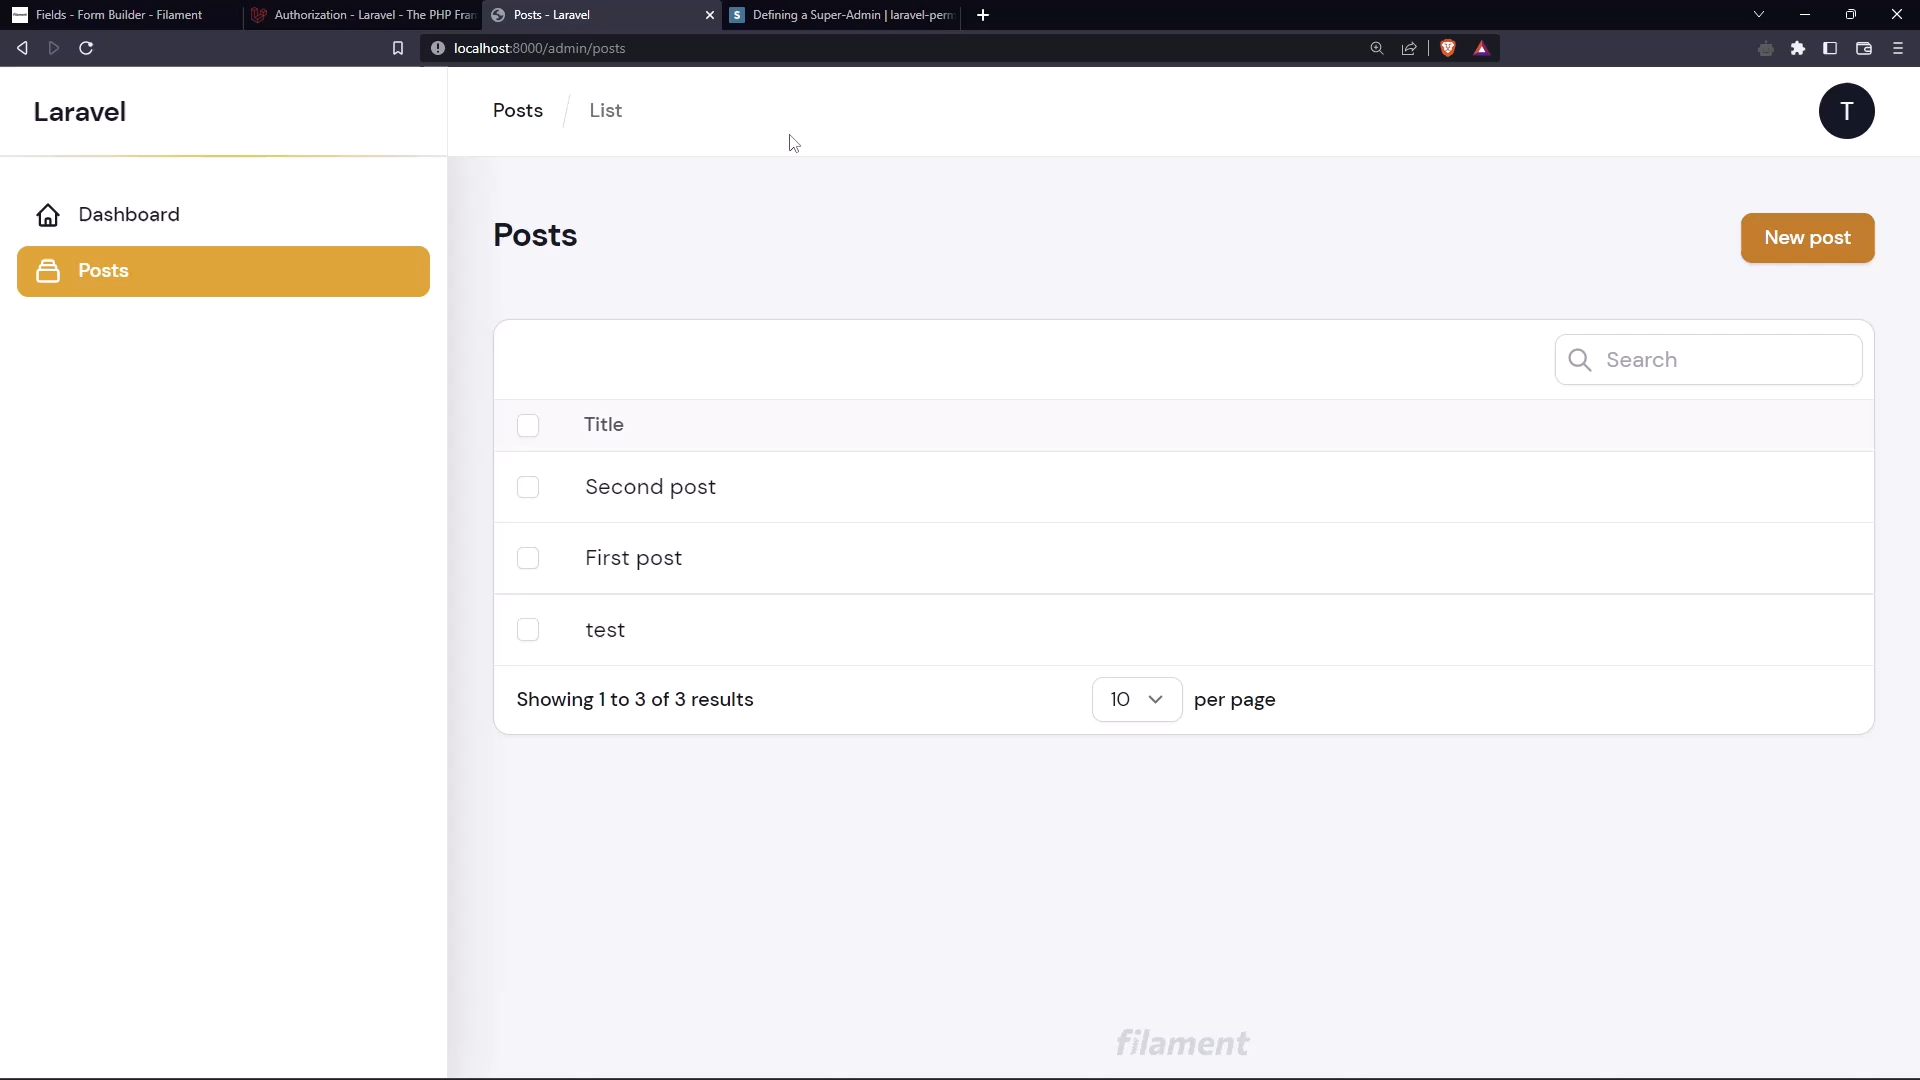 Fields - Form Builder - Filament
Authorization - Laravel - The PHP Fran
Posts - Laravel
S Defining a Super-Admin | laravel-perm
localhost:8000/admin/posts
Laravel
Posts
List
T
Dashboard
Posts
Posts
New post
Search
Title
Second post
First post
test
Showing 1 to 3 of 3 results
10
per page
filament